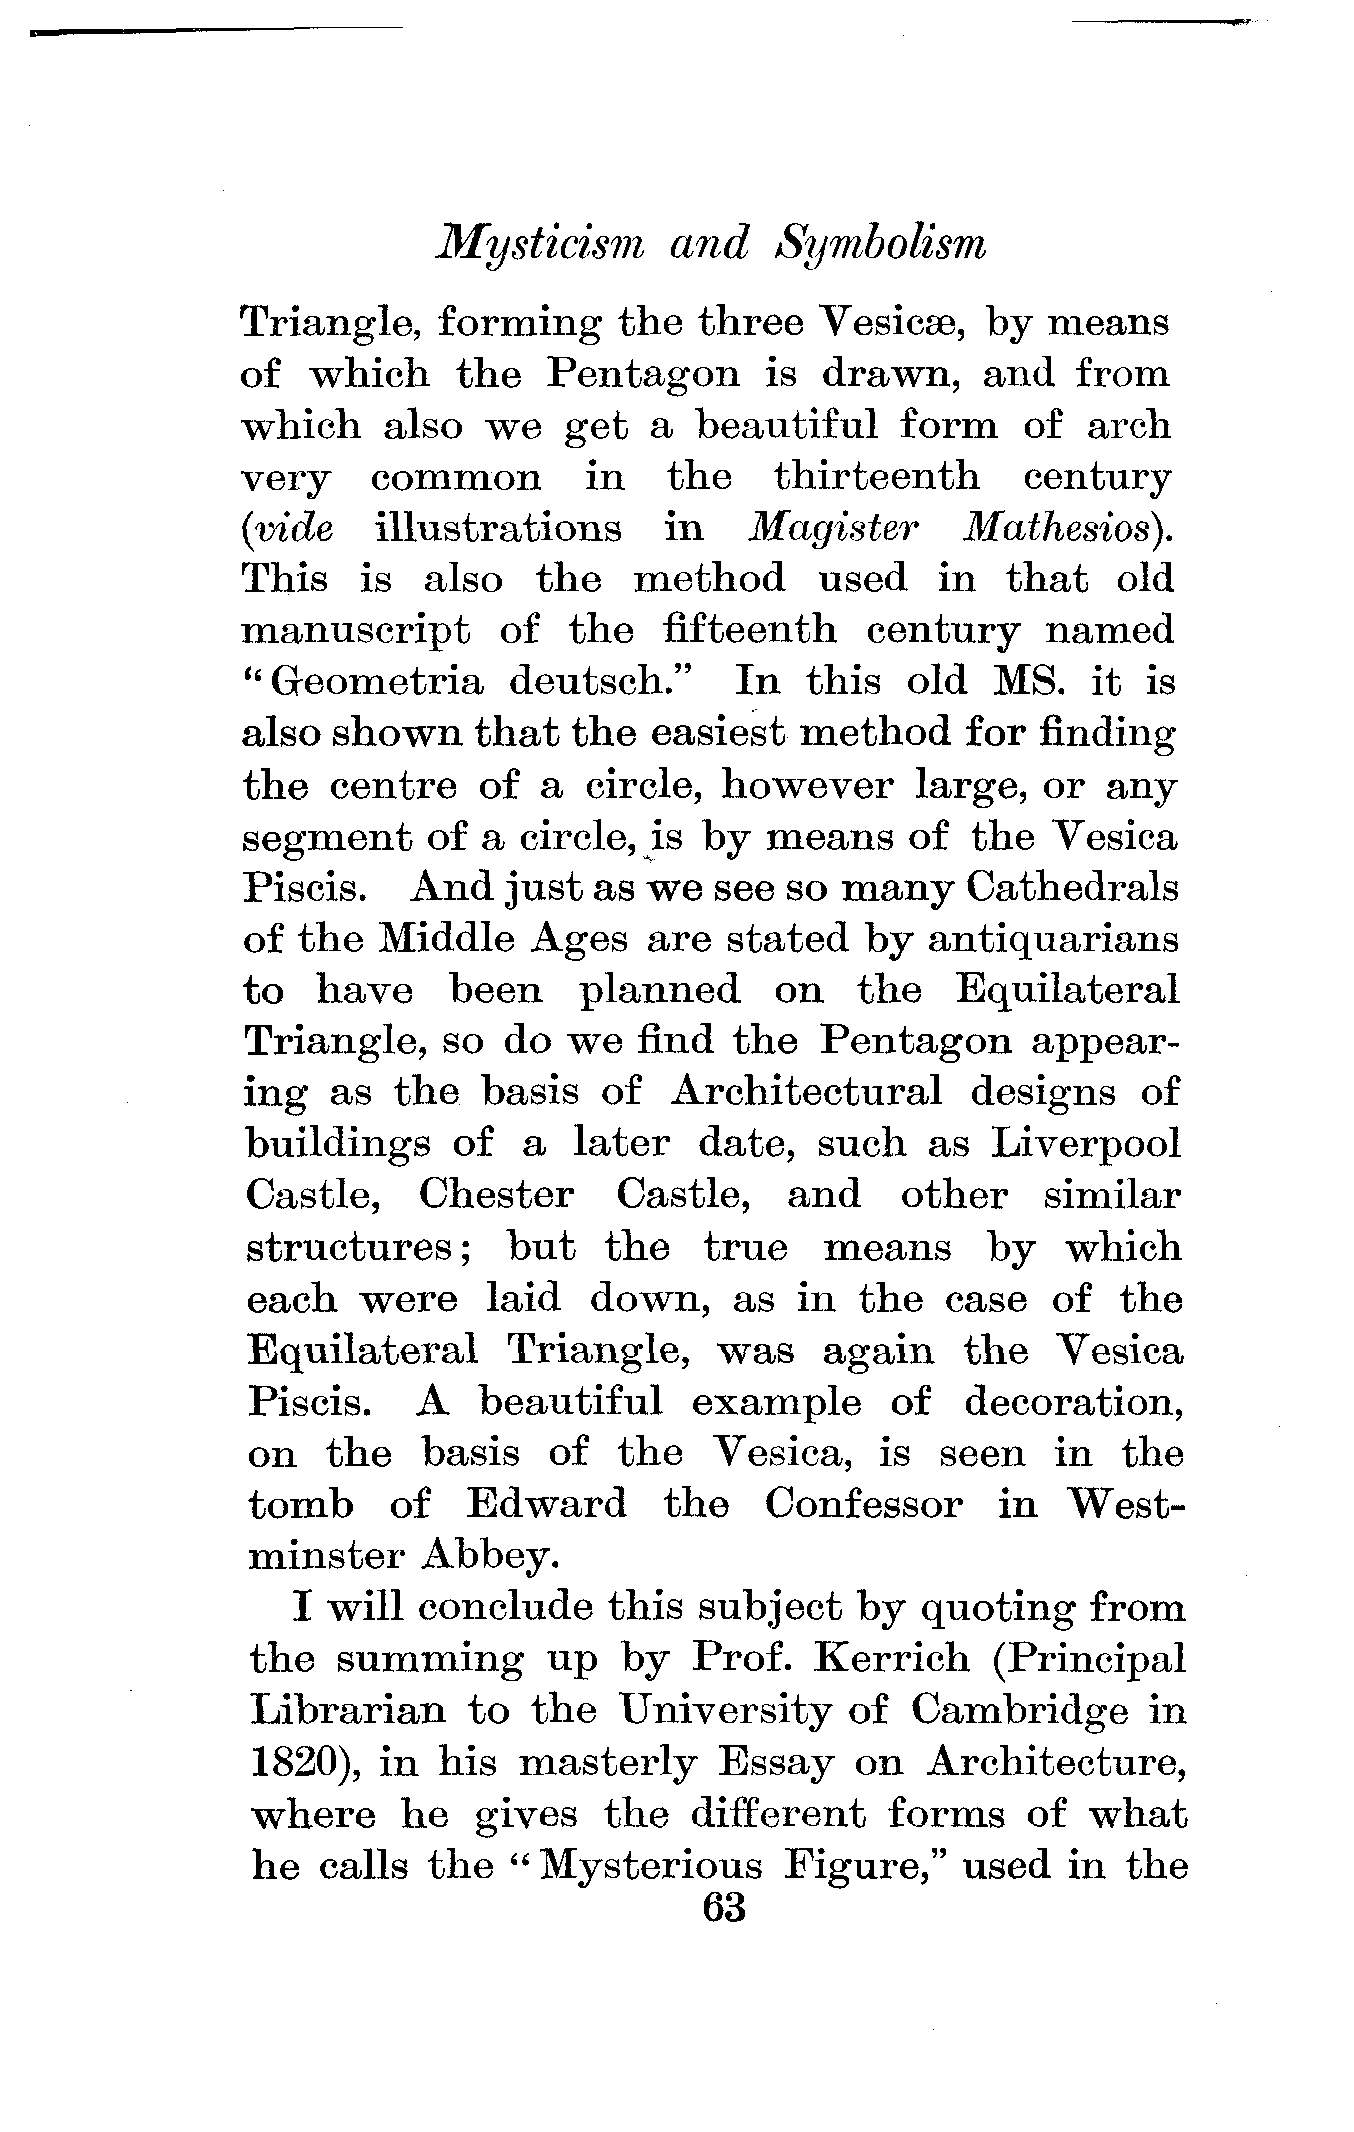 Mysticism and Symbolism
Triangle, forming the three Vesicæ, by means
of which the Pentagon is drawn, and from
which also we get a beautiful form of arch
very common in the thirteenth century
(vide illustrations in Magister Mathesios).
This is also the method used in that old
manuscript of the fifteenth century named
“Geometria deutsch.” In this old MS. it is
also shown that the easiest method for finding
the centre of a circle, however large, or any
segment of a circle, is by means of the Vesica
Piscis. And just as we see so many Cathedrals
of the Middle Ages are stated by antiquarians
to have been planned on the Equilateral
Triangle, so do we find the Pentagon appear-
ing as the basis of Architectural designs of
buildings of a later date, such as Liverpool
Castle, Chester Castle, and other similar
structures; but the true means by which
each were laid down, as in the case of the
Equilateral Triangle, was again the Vesica
Piscis. A beautiful example of decoration,
on the basis of the Vesica, is seen in the
tomb of Edward the Confessor in West-
minster Abbey.
I will conclude this subject by quoting from
the summing up by Prof. Kerrich (Principal
Librarian to the University of Cambridge in
1820), in his masterly Essay on Architecture,
where he gives the different forms of what
he calls the “Mysterious Figure,” used in the
63